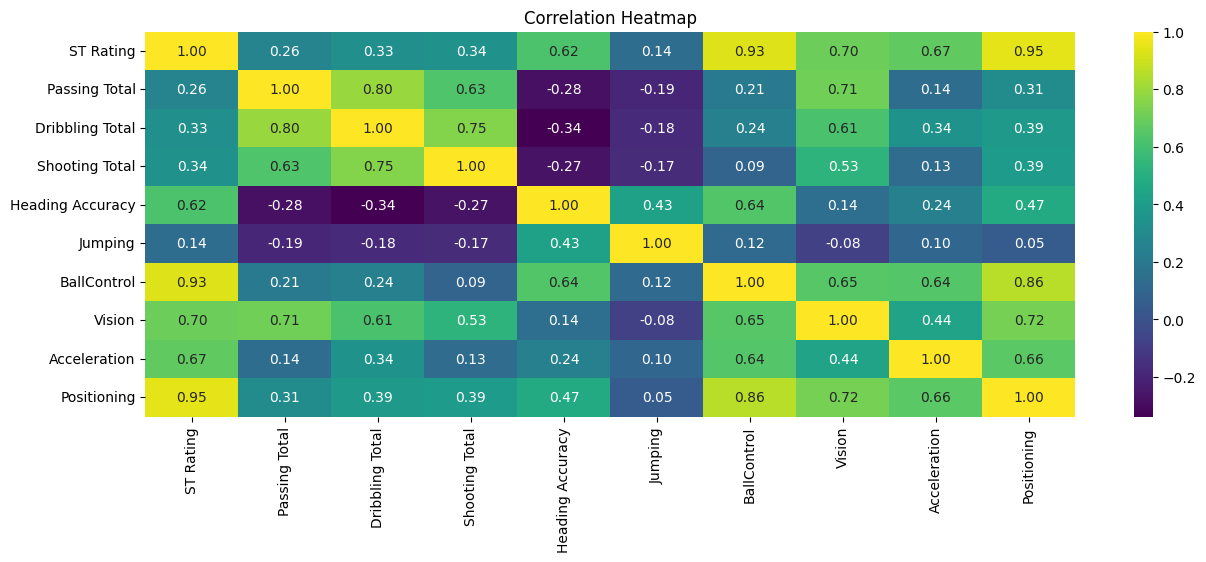 Correlation Heatmap
ST Rating 1.00 0.26 0.33 0.34 0.62 0.14 0.93 0.70 0.67 0.95
Passing Total 0.26 1.00 0.80 0.63 -0.28 -0.19 0.21 0.71 0.14 0.31
Dribbling Total 0.33 0.80 1.00 0.75 -0.34 -0.18 0.24 0.61 0.34 0.39
Shooting Total 0.34 0.63 0.75 1.00 -0.27 -0.17 0.09 0.53 0.13 0.39
Heading Accuracy 0.62 -0.28 -0.34 -0.27 1.00 0.43 0.64 0.14 0.24 0.47
Jumping 0.14 -0.19 -0.18 -0.17 0.43 1.00 0.12 -0.08 0.10 0.05
BallControl 0.93 0.21 0.24 0.09 0.64 0.12 1.00 0.65 0.64 0.86
Vision 0.70 0.71 0.61 0.53 0.14 -0.08 0.65 1.00 0.44 0.72
Acceleration 0.67 0.14 0.34 0.13 0.24 0.10 0.64 0.44 1.00 0.66
Positioning 0.95 0.31 0.39 0.39 0.47 0.05 0.86 0.72 0.66 1.00
ST Rating
Passing Total
Dribbling Total
Shooting Total
Heading Accuracy
Jumping
BallControl
Vision
Acceleration
Positioning
1.0
0.8
0.6
0.4
0.2
0.0
−0.2